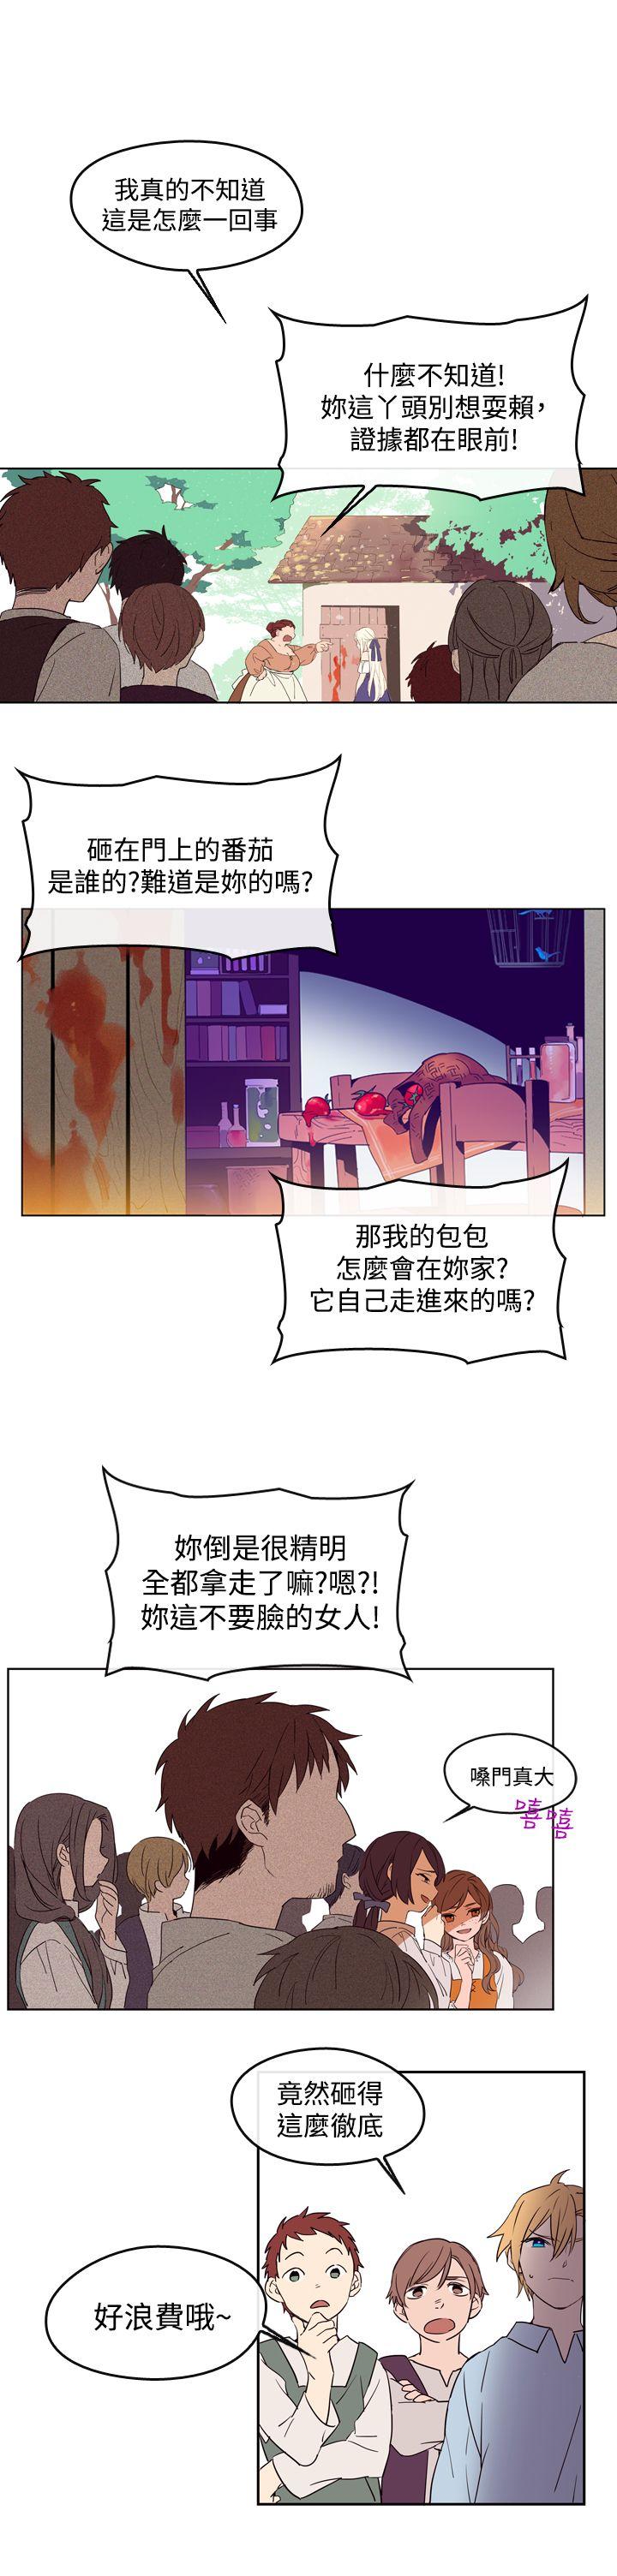 我真的不知道
這是怎麼一回事
什麼不知道!
妳這丫頭別想耍賴,
證據都在眼前!
砸在門上的番茄
是誰的?難道是妳的嗎?
那我的包包
怎麼會在妳家?
它自己走進來的嗎?
妳倒是很精明
全都拿走了嘛?嗯?!
妳這不要臉的女人!
嗓門真大
嘻嘻
竟然砸得
這麼徹底
好浪費哦~